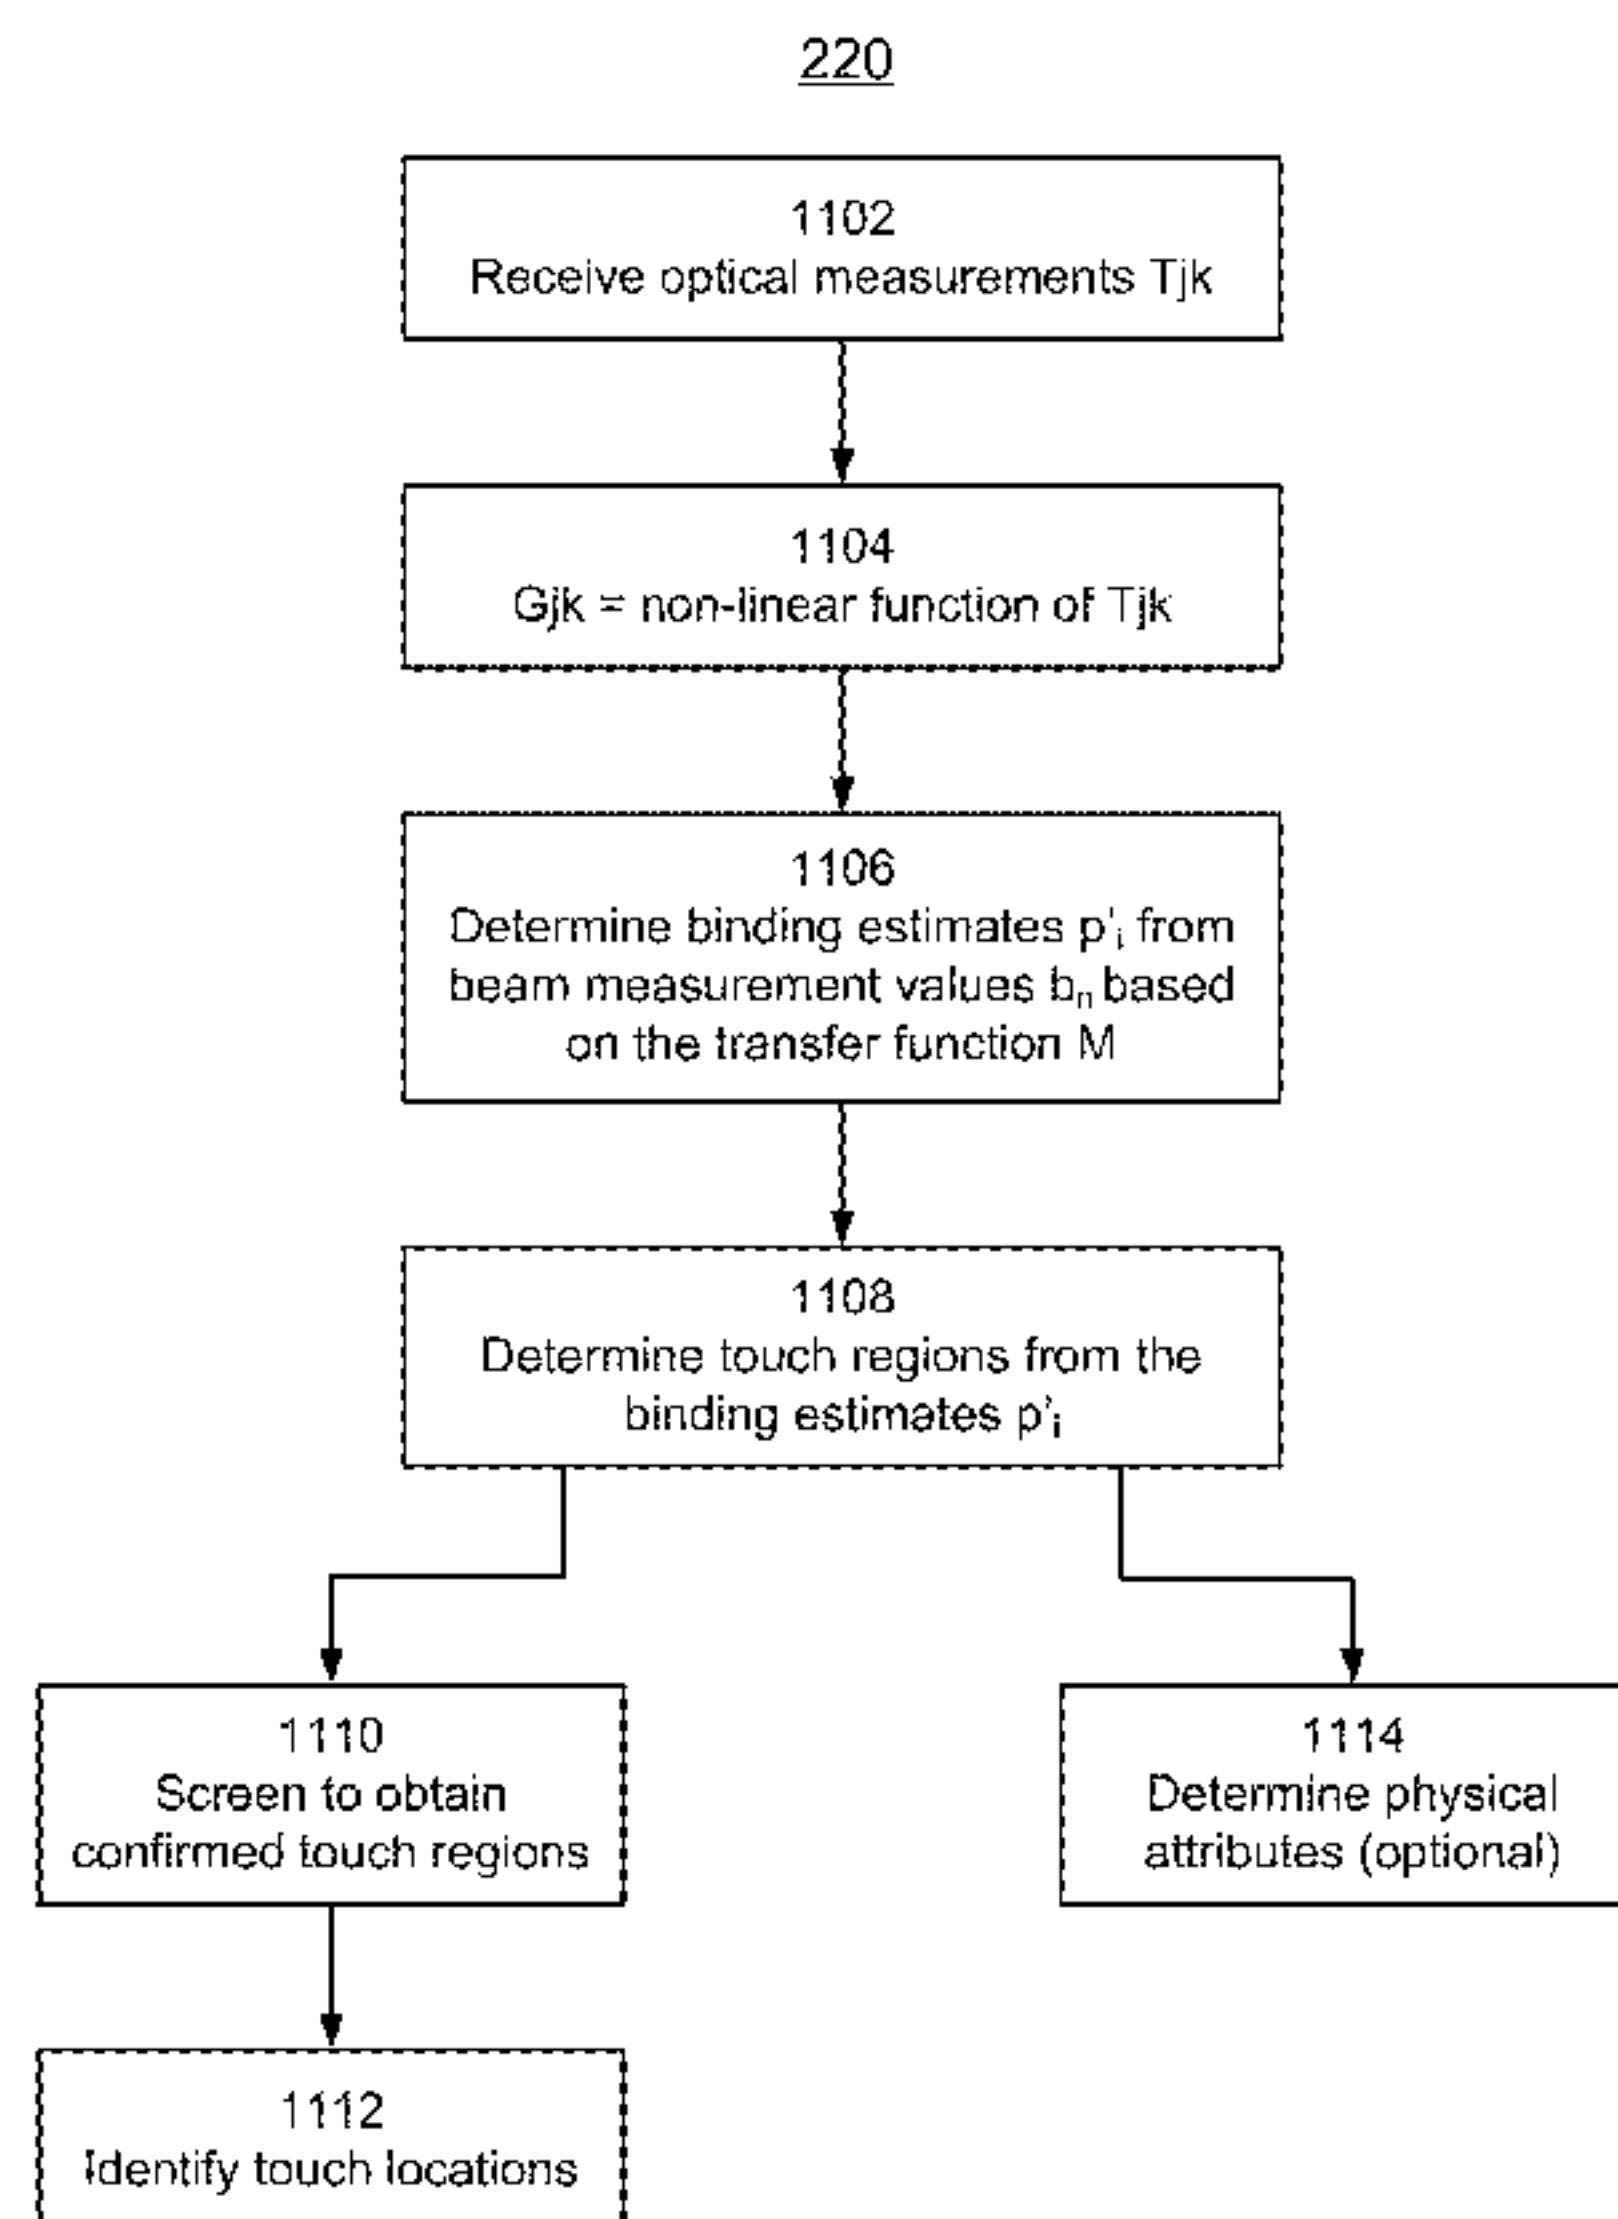 220
1102
Receive optical measurements Tjk
1104
Gjk = non-linear function of Tjk
1106
Determine binding estimates p'i from
beam measurement values bn based
on the transfer function M
1108
Determine touch regions from the
binding estimates p'i
1110
Screen to obtain
confirmed touch regions
1114
Determine physical
attributes (optional)
1112
Identify touch locations